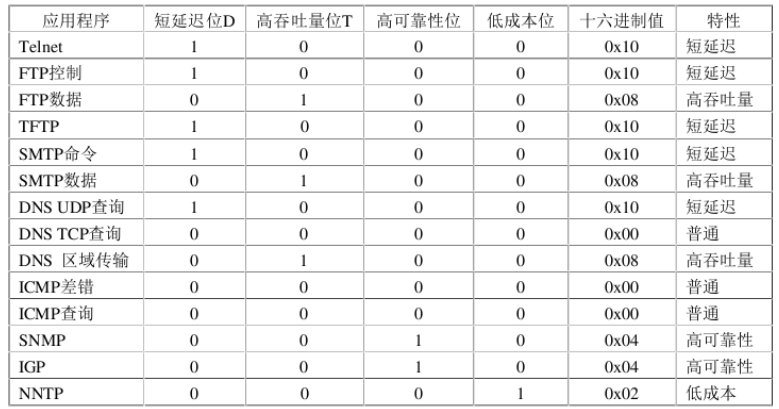 应用程序 短延迟位D 高吞吐量位T 高可靠性位 低成本位 十六进制值 特性
Telnet 1 0 0 0 0x10 短延迟
FTP控制 1 0 0 0 0x10 短延迟
FTP数据 0 1 0 0 0x08 高吞吐量
TFTP 1 0 0 0 0x10 短延迟
SMTP命令 1 0 0 0 0x10 短延迟
SMTP数据 0 1 0 0 0x08 高吞吐量
DNS UDP查询 1 0 0 0 0x10 短延迟
DNS TCP查询 0 0 0 0 0x00 普通
DNS 区域传输 0 1 0 0 0x08 高吞吐量
ICMP差错 0 0 0 0 0x00 普通
ICMP查询 0 0 0 0 0x00 普通
SNMP 0 0 1 0 0x04 高可靠性
IGP 0 0 1 0 0x04 高可靠性
NNTP 0 0 0 1 0x02 低成本